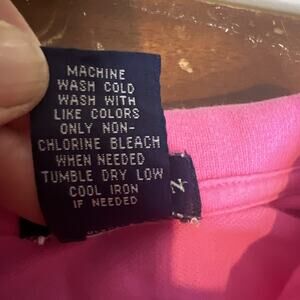 MACHINE
WASH COLD
WASH WITH
LIKE COLORS
ONLY NON-
CHLORINE BLEACH
WHEN NEEDED
TUMBLE DRY LOW
COOL IRON
IF NEEDED